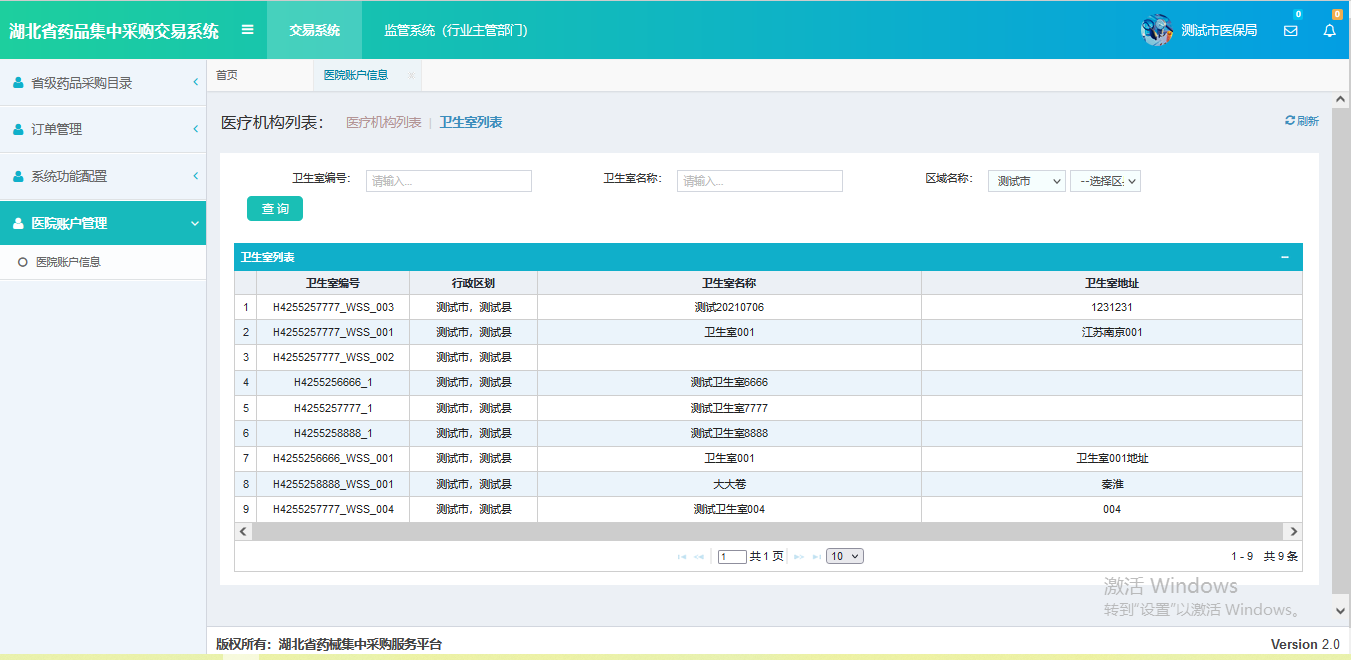 湖北省药品集中采购交易系统 交易系统 监管系统（行业主管部门） 测试市医保局 0 0
省级药品采购目录
订单管理
系统功能配置
医院账户管理
医院账户信息
首页 医院账户信息
医疗机构列表： 医疗机构列表 | 卫生室列表 刷新
卫生室编号： 请输入... 卫生室名称： 请输入... 区域名称： 测试市 --选择区
查 询
卫生室列表
卫生室编号 行政区划 卫生室名称 卫生室地址
1 H4255257777_WSS_003 测试市，测试县 测试20210706 1231231
2 H4255257777_WSS_001 测试市，测试县 卫生室001 江苏南京001
3 H4255257777_WSS_002 测试市，测试县
4 H4255256666_1 测试市，测试县 测试卫生室6666
5 H4255257777_1 测试市，测试县 测试卫生室7777
6 H4255258888_1 测试市，测试县 测试卫生室8888
7 H4255256666_WSS_001 测试市，测试县 卫生室001 卫生室001地址
8 H4255258888_WSS_001 测试市，测试县 大大卷 秦淮
9 H4255257777_WSS_004 测试市，测试县 测试卫生室004 004
1 共 1 页 10 1 - 9 共 9 条
激活 Windows
转到“设置”以激活 Windows。
版权所有：湖北省药械集中采购服务平台 Version 2.0